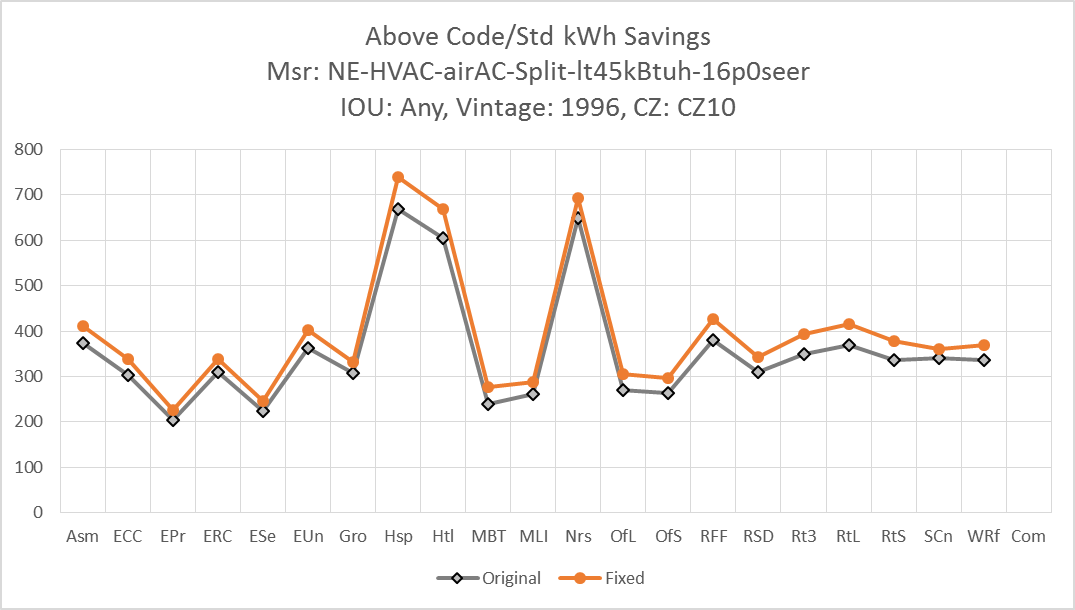 Above Code/Std kWh Savings
Msr: NE-HVAC-airAC-Split-lt45kBtuh-16p0seer
IOU: Any, Vintage: 1996, CZ: CZ10
800
700
600
500
400
300
200
100
0
Asm ECC EPr ERC ESe EUn Gro Hsp Htl MBT MLI Nrs OfL OfS RFF RSD Rt3 RtL RtS SCn WRf Com
Original Fixed